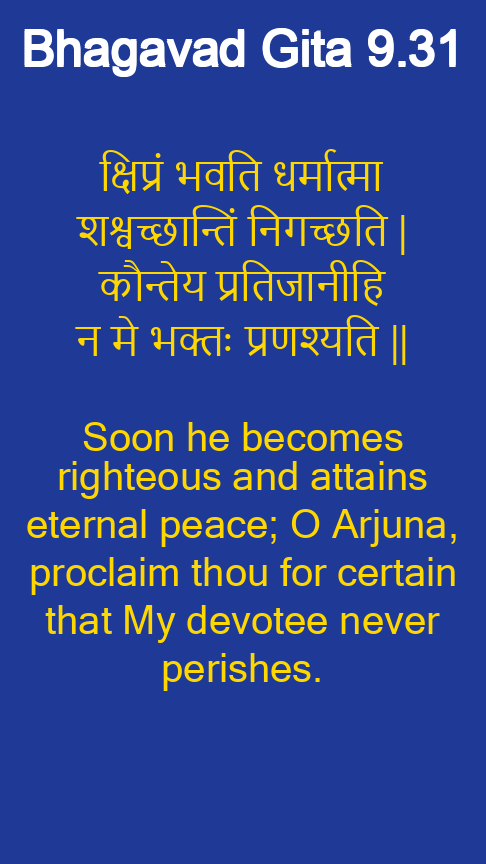 Bhagavad Gita 9.31
क्षिप्रं भवति धर्मात्मा
शश्वच्छान्तिं निगच्छति |
कौन्तेय प्रतिजानीहि
न मे भक्तः प्रणश्यति ||
Soon he becomes
righteous and attains
eternal peace; O Arjuna,
proclaim thou for certain
that My devotee never
perishes.